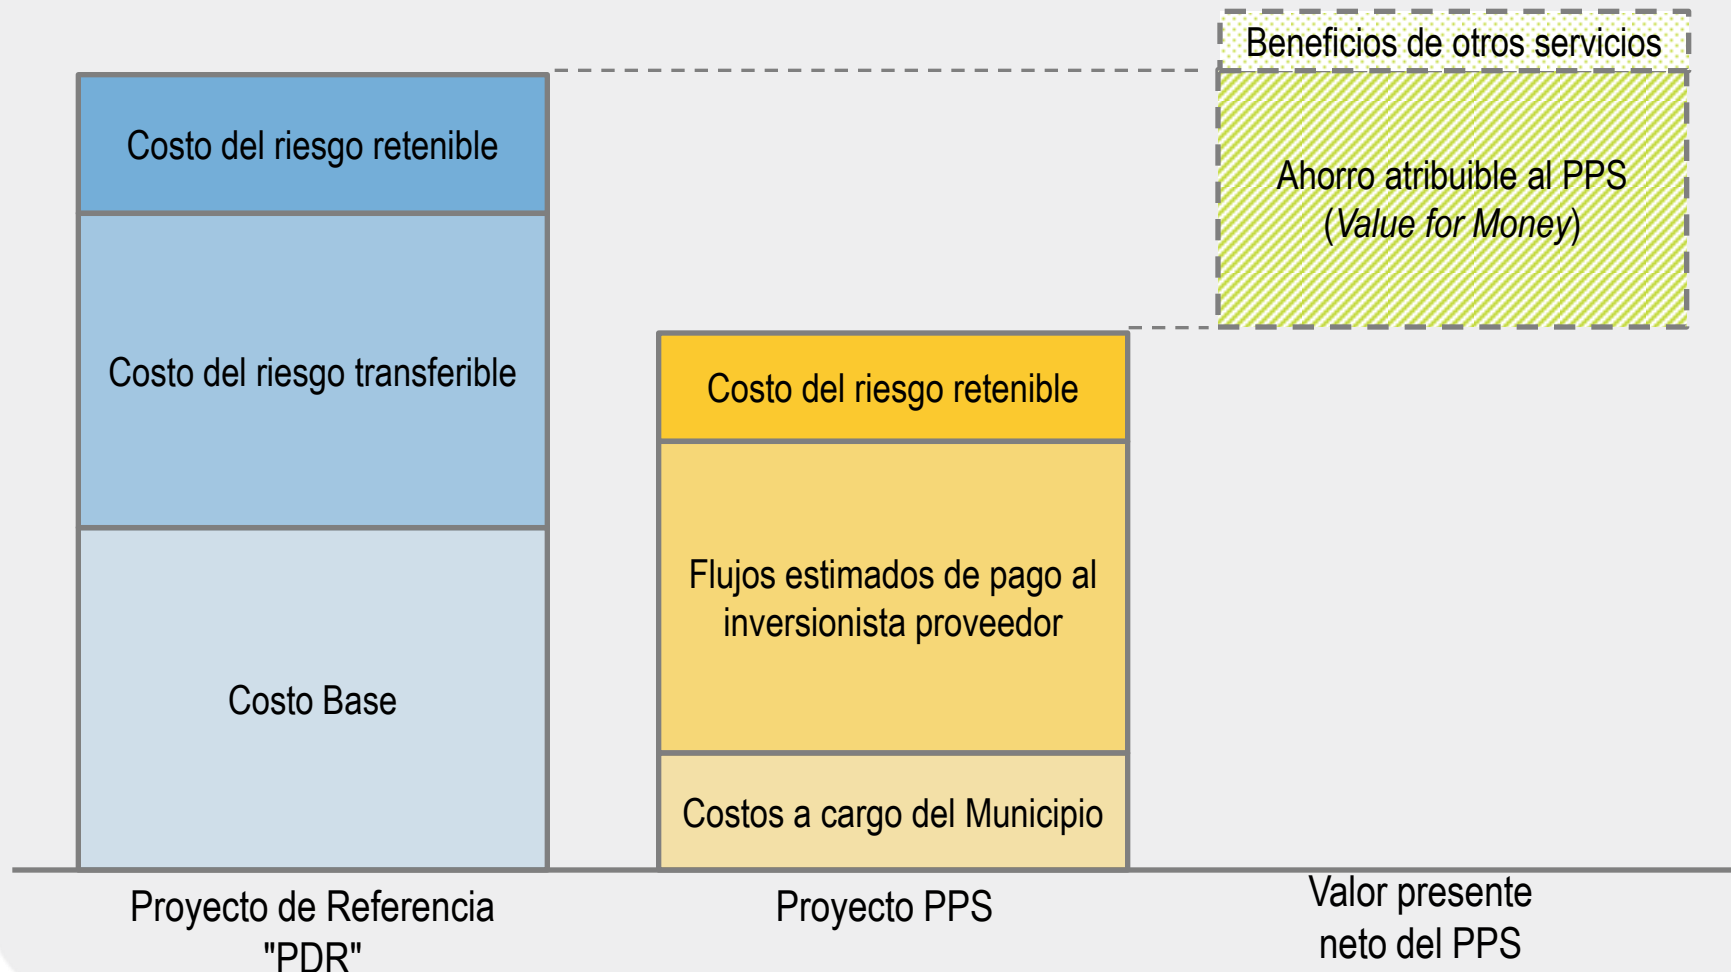 Beneficios de otros servicios
Costo del riesgo retenible
Ahorro atribuible al PPS
(Value for Money)
Costo del riesgo transferible
Costo del riesgo retenible
Flujos estimados de pago al
inversionista proveedor
Costo Base
Costos a cargo del Municipio
Proyecto de Referencia
"PDR"
Proyecto PPS
Valor presente
neto del PPS